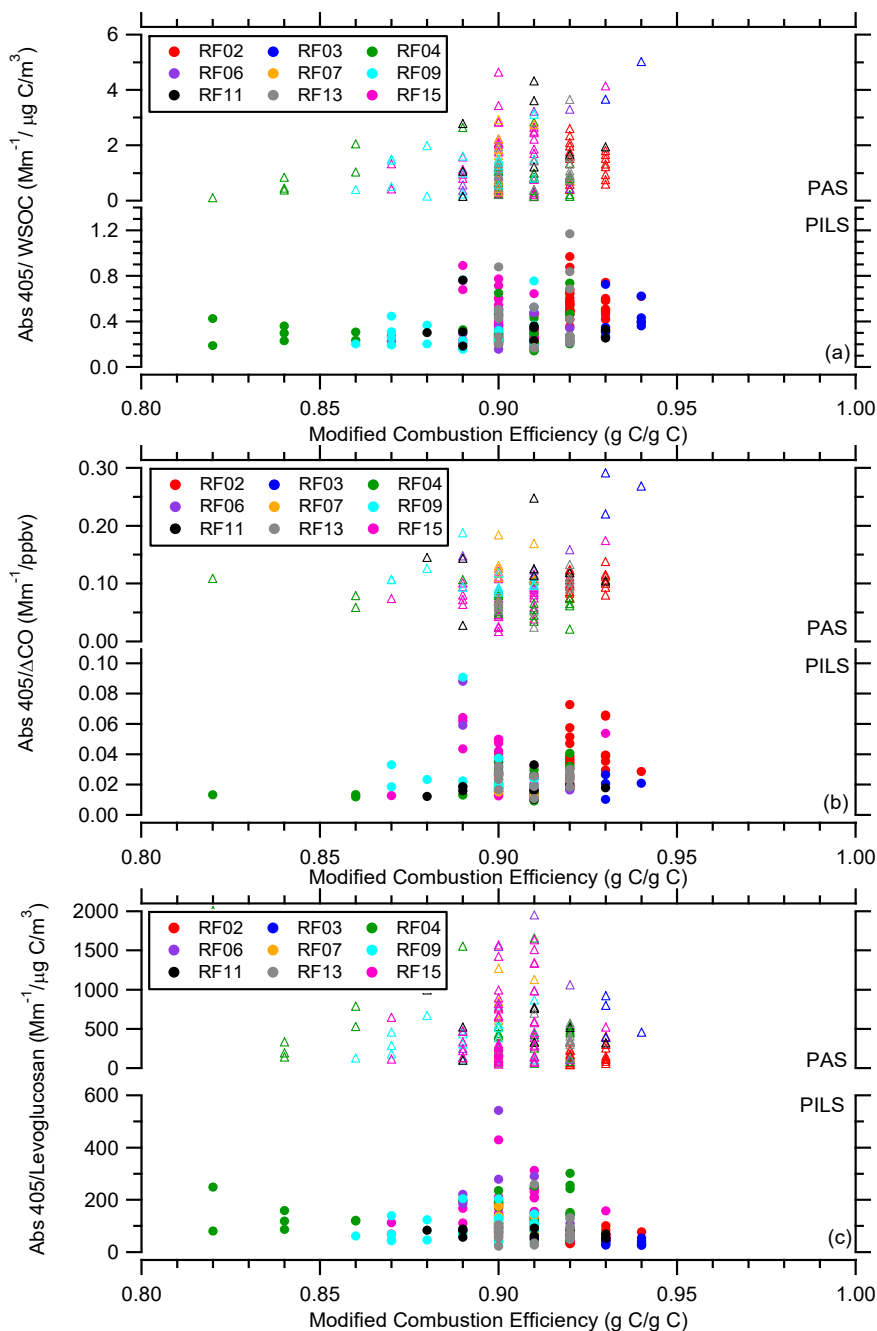 6
RF02 RF03 RF04
RF06 RF07 RF09
RF11 RF13 RF15
4
2
0
PAS
PILS
1.2
0.8
0.4
0.0
(a)
Abs 405/ WSOC (Mm-1/ µg C/m3)
0.80 0.85 0.90 0.95 1.00
Modified Combustion Efficiency (g C/g C)
0.30
RF02 RF03 RF04
RF06 RF07 RF09
RF11 RF13 RF15
0.20
0.10
0.00
PAS
PILS
0.10
0.08
0.06
0.04
0.02
0.00
(b)
Abs 405/ΔCO (Mm-1/ppbv)
0.80 0.85 0.90 0.95 1.00
Modified Combustion Efficiency (g C/g C)
2000
RF02 RF03 RF04
RF06 RF07 RF09
RF11 RF13 RF15
1500
1000
500
0
PAS
PILS
600
400
200
0
(c)
Abs 405/Levoglucosan (Mm-1/µg C/m3)
0.80 0.85 0.90 0.95 1.00
Modified Combustion Efficiency (g C/g C)